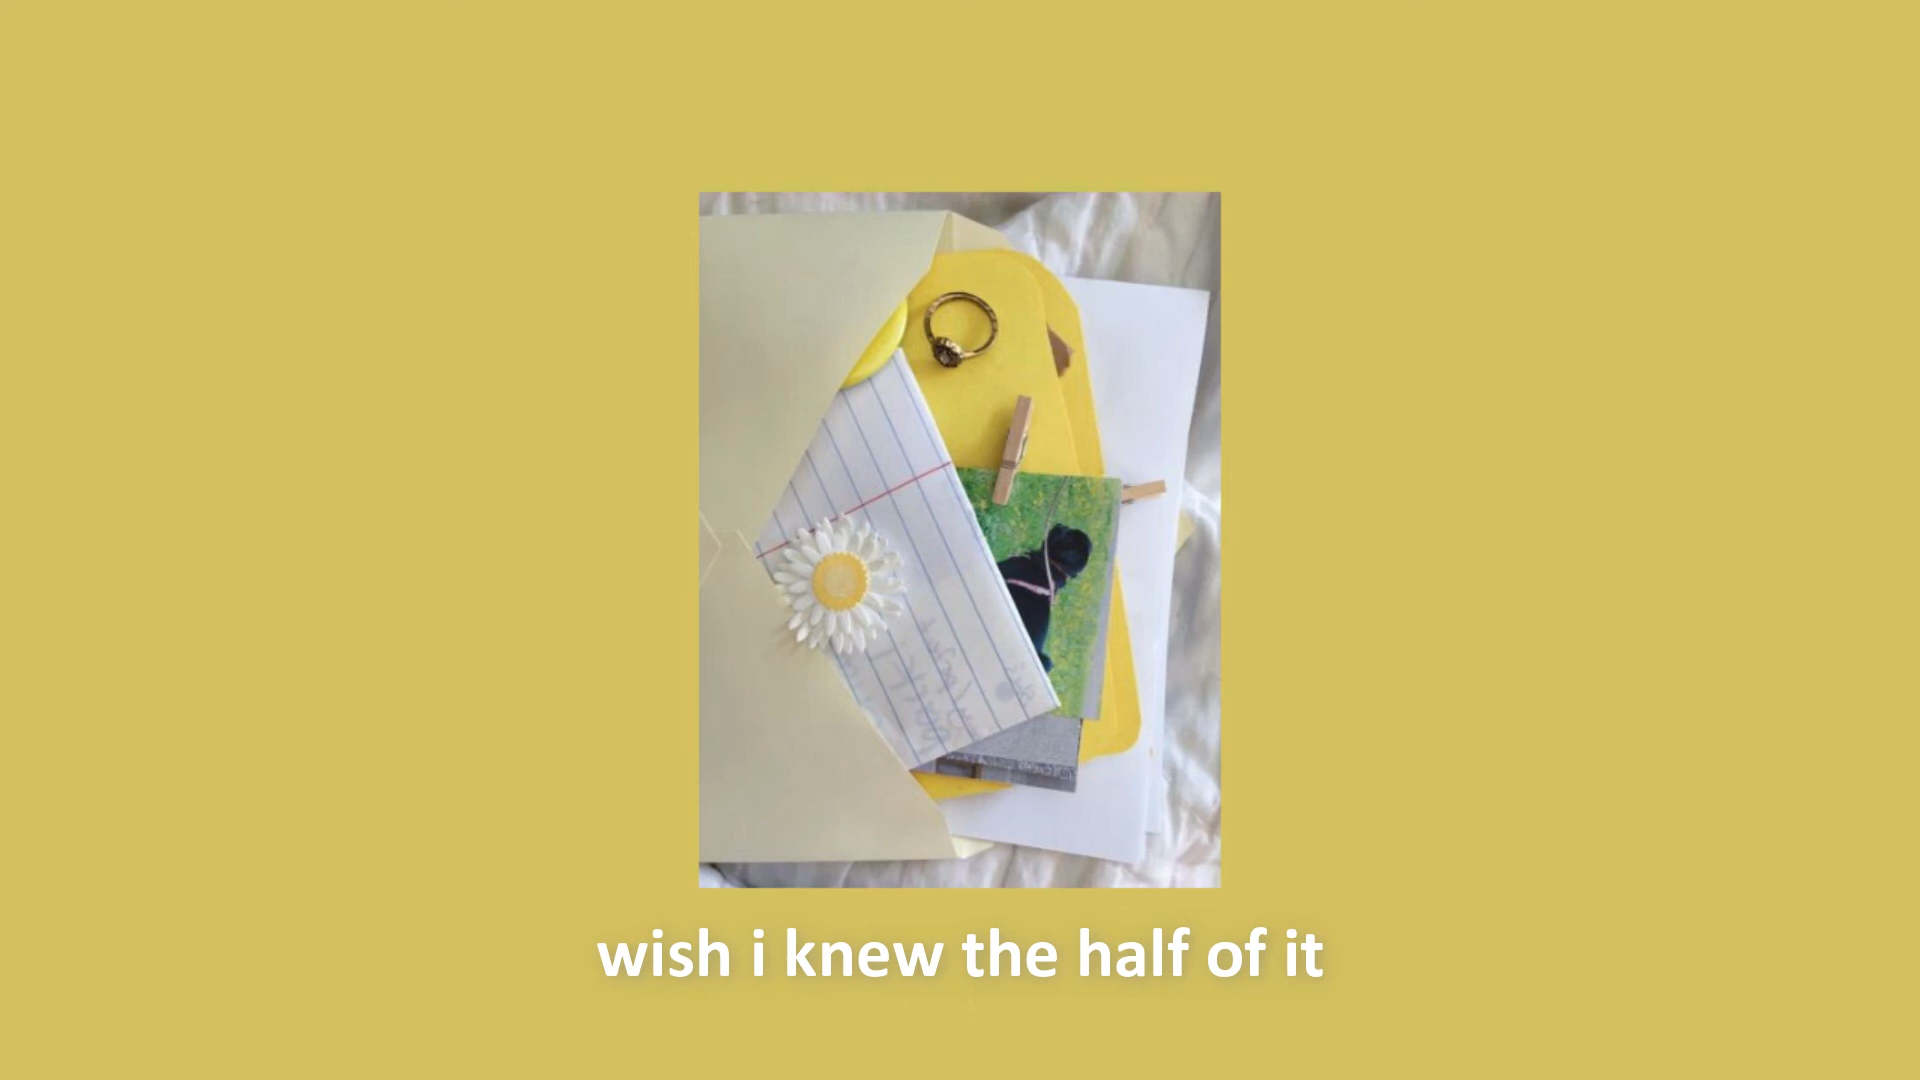 wish i knew the half of it